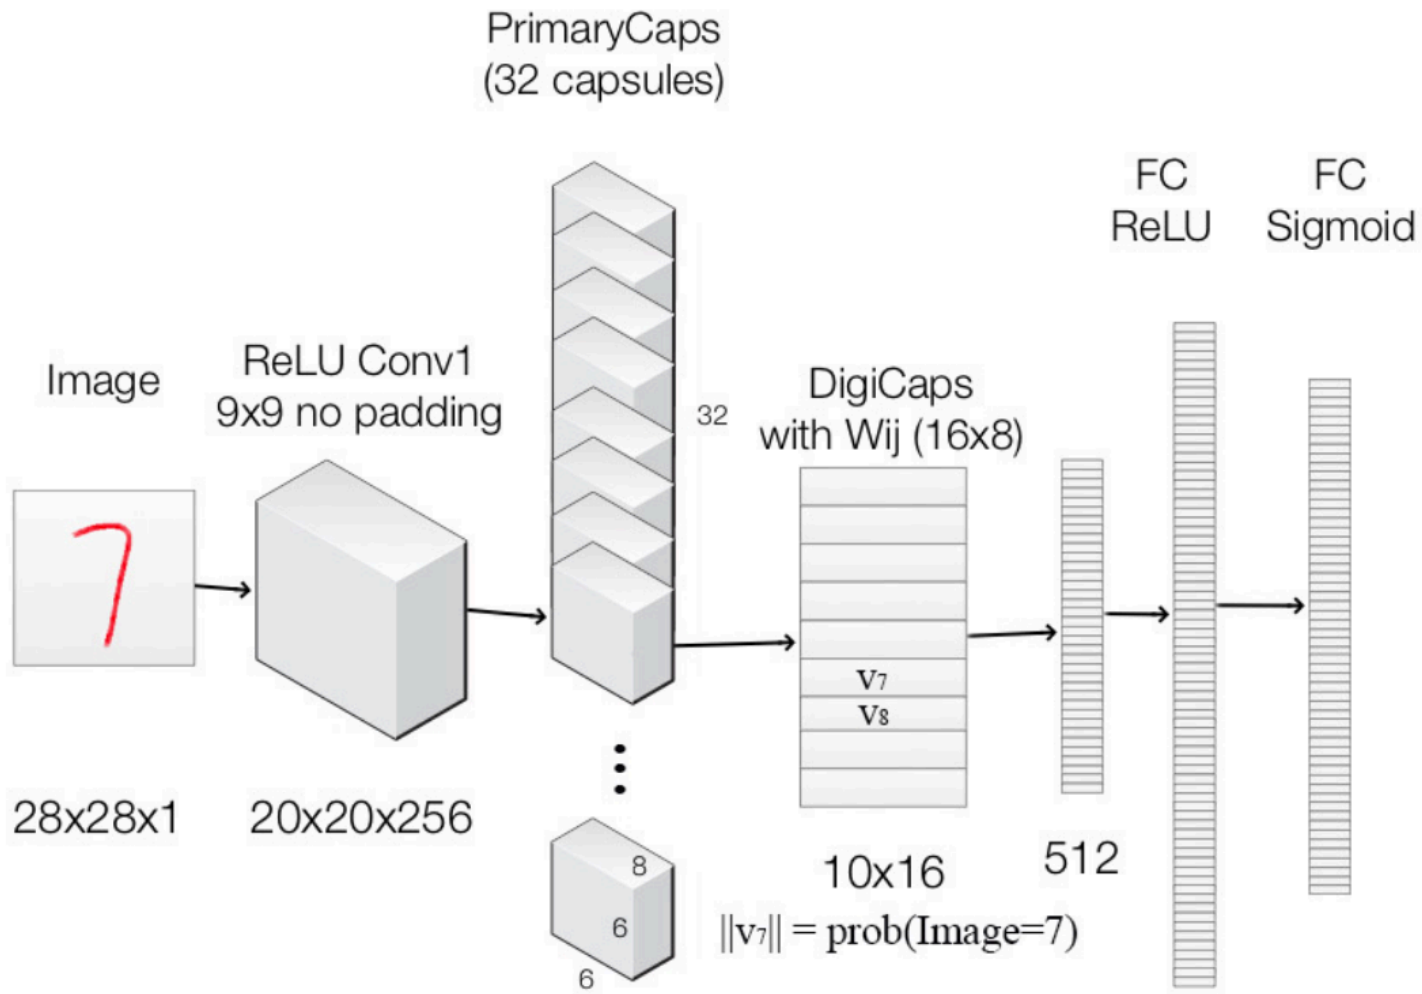 PrimaryCaps
(32 capsules)
FC
ReLU
FC
Sigmoid
Image
ReLU Conv1
9x9 no padding
32
DigiCaps
with Wij (16x8)
7
v7
v8
28x28x1
20x20x256
8
6
6
10x16
512
||v7|| = prob(Image=7)